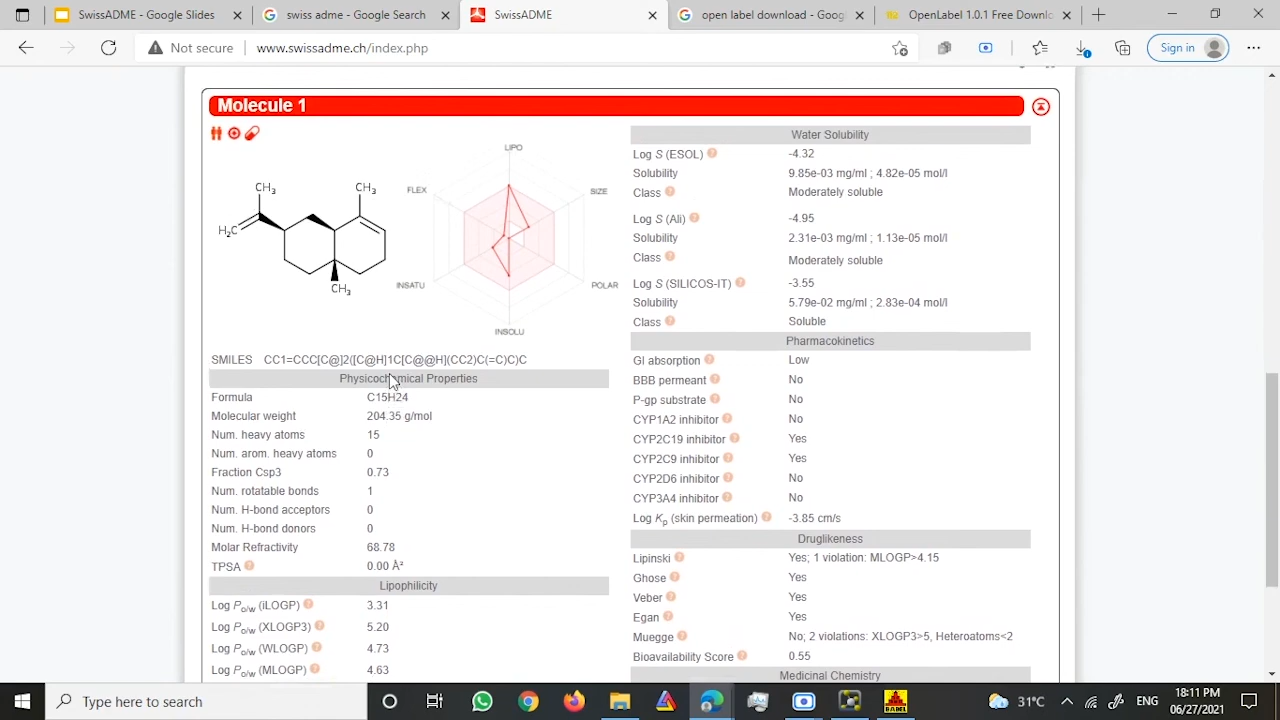 SWISSADME - Google Slides
swiss adme - Google Search
SwissADME
open label download - Goog
OpenLabel 1.0.1 Free Downlo
Not secure
www.swissadme.ch/index.php
Sign in
Molecule 1
CH3
CH3
H2C
CH3
LIPO
FLEX
SIZE
INSATU
POLAR
INSOLU
SMILES CC1=CCC[C@]2([C@H]1C[C@@H](CC2)C(=C)C)C
Physicochemical Properties
Formula C15H24
Molecular weight 204.35 g/mol
Num. heavy atoms 15
Num. arom. heavy atoms 0
Fraction Csp3 0.73
Num. rotatable bonds 1
Num. H-bond acceptors 0
Num. H-bond donors 0
Molar Refractivity 68.78
TPSA ? 0.00 Å²
Lipophilicity
Log Po/w (iLOGP) ? 3.31
Log Po/w (XLOGP3) ? 5.20
Log Po/w (WLOGP) ? 4.73
Log Po/w (MLOGP) ? 4.63
Water Solubility
Log S (ESOL) ? -4.32
Solubility 9.85e-03 mg/ml ; 4.82e-05 mol/l
Class ? Moderately soluble
Log S (Ali) ? -4.95
Solubility 2.31e-03 mg/ml ; 1.13e-05 mol/l
Class ? Moderately soluble
Log S (SILICOS-IT) ? -3.55
Solubility 5.79e-02 mg/ml ; 2.83e-04 mol/l
Class ? Soluble
Pharmacokinetics
GI absorption ? Low
BBB permeant ? No
P-gp substrate ? No
CYP1A2 inhibitor ? No
CYP2C19 inhibitor ? Yes
CYP2C9 inhibitor ? Yes
CYP2D6 inhibitor ? No
CYP3A4 inhibitor ? No
Log Kp (skin permeation) ? -3.85 cm/s
Druglikeness
Lipinski ? Yes; 1 violation: MLOGP>4.15
Ghose ? Yes
Veber ? Yes
Egan ? Yes
Muegge ? No; 2 violations: XLOGP3>5, Heteroatoms<2
Bioavailability Score ? 0.55
Medicinal Chemistry
Type here to search
BABEL
31°C
ENG
18:11 PM
06/27/2021